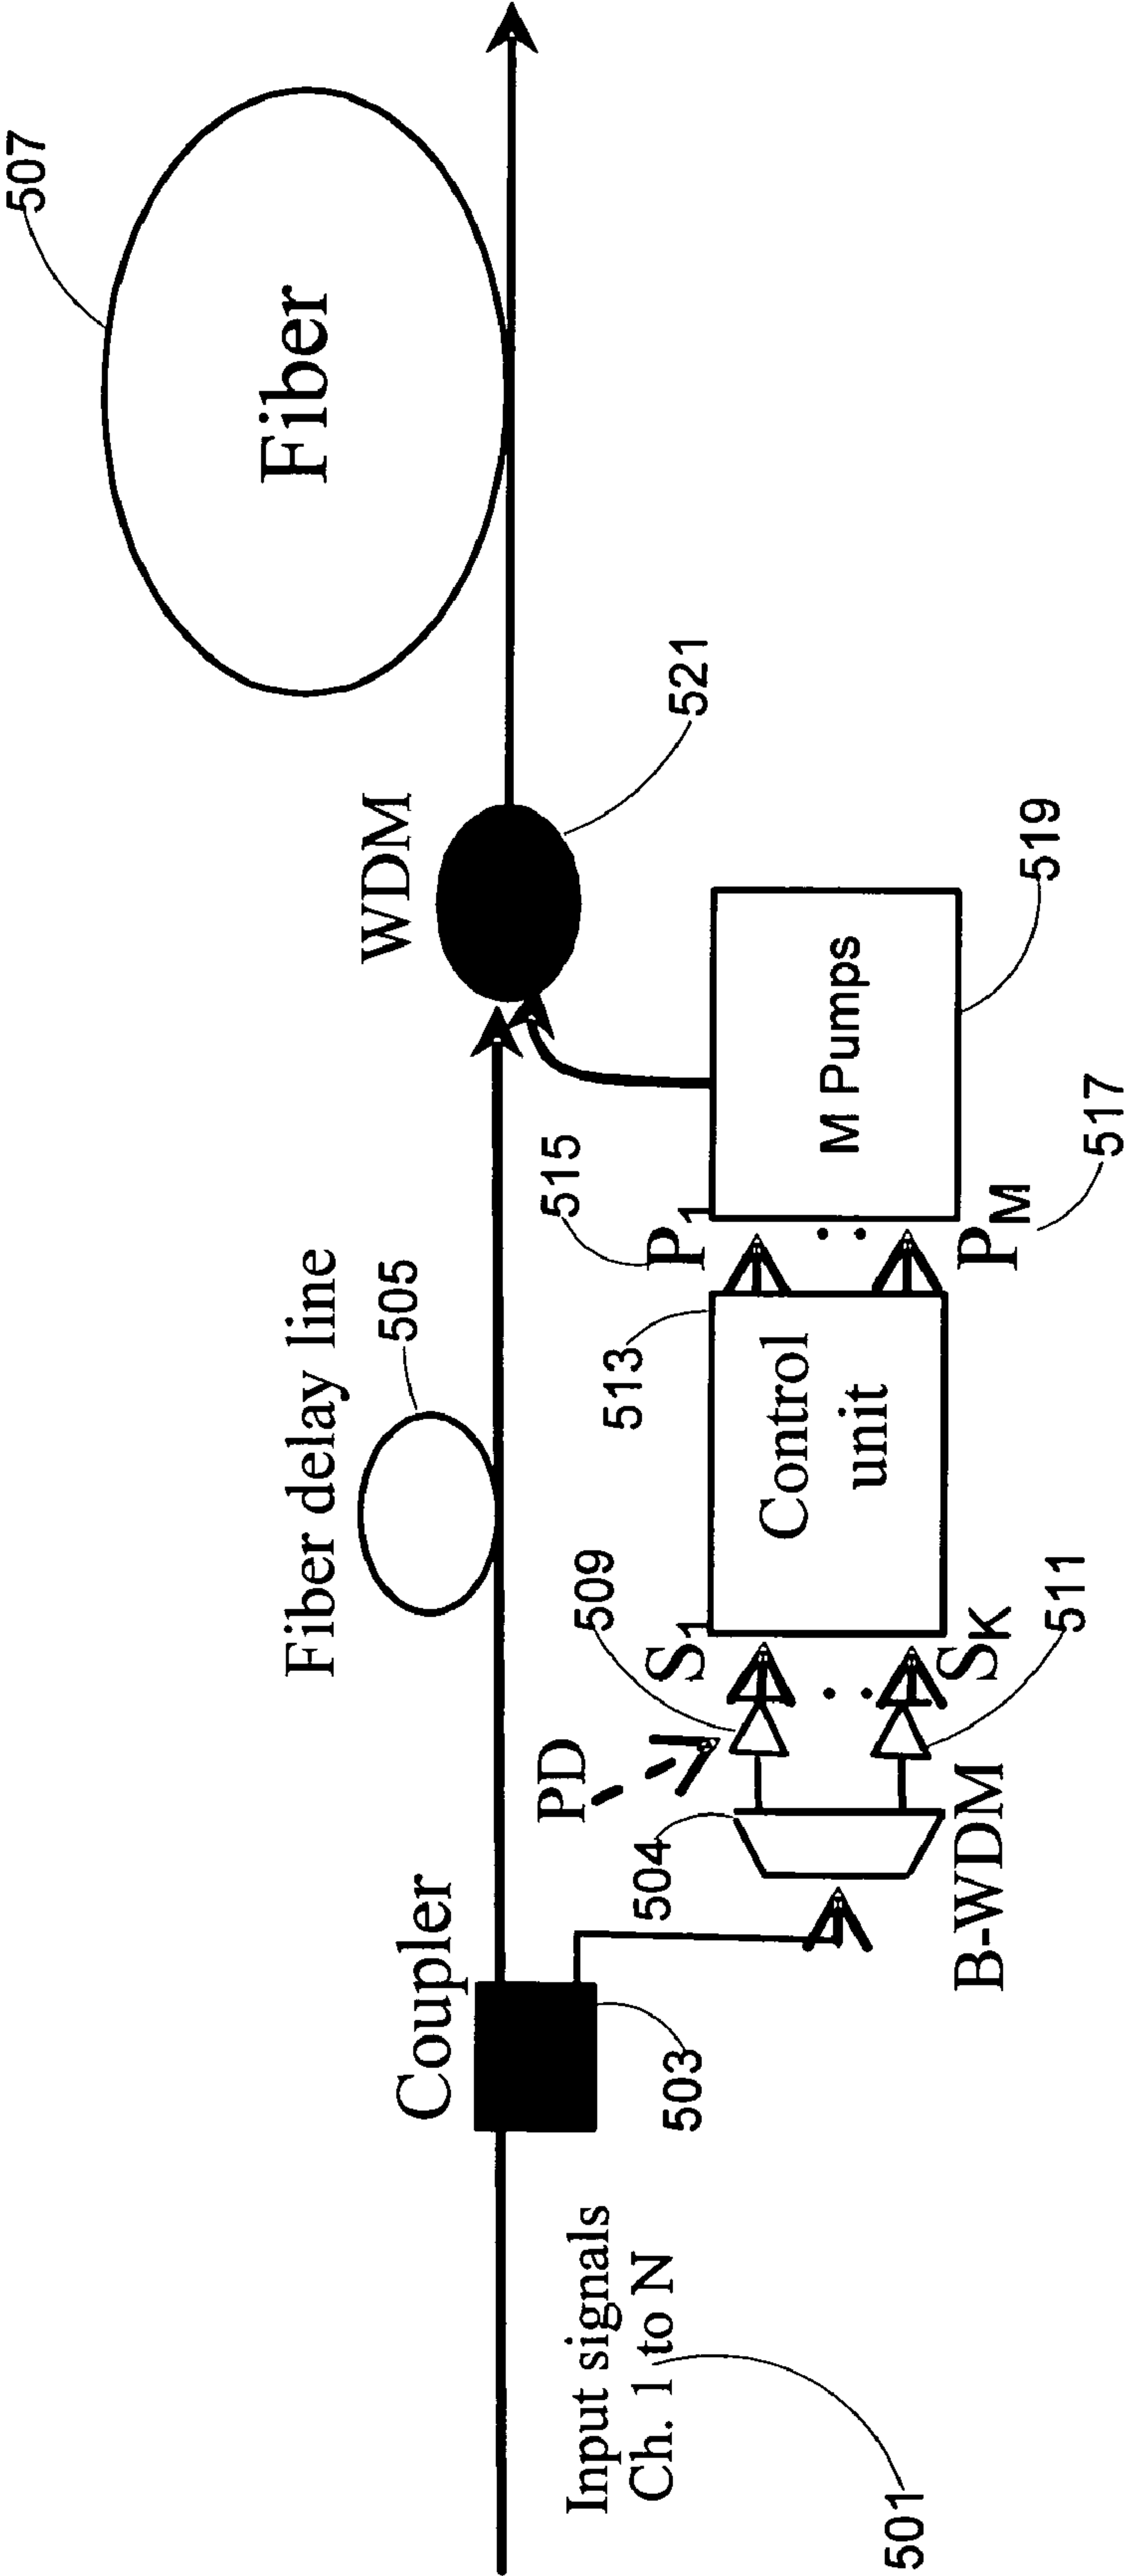 507
Fiber
WDM
521
Fiber delay line
505
515
P1
M Pumps
519
PM
517
513
Control
unit
509
S1
SK
511
PD
504
B-WDM
Coupler
503
Input signals
Ch. 1 to N
501